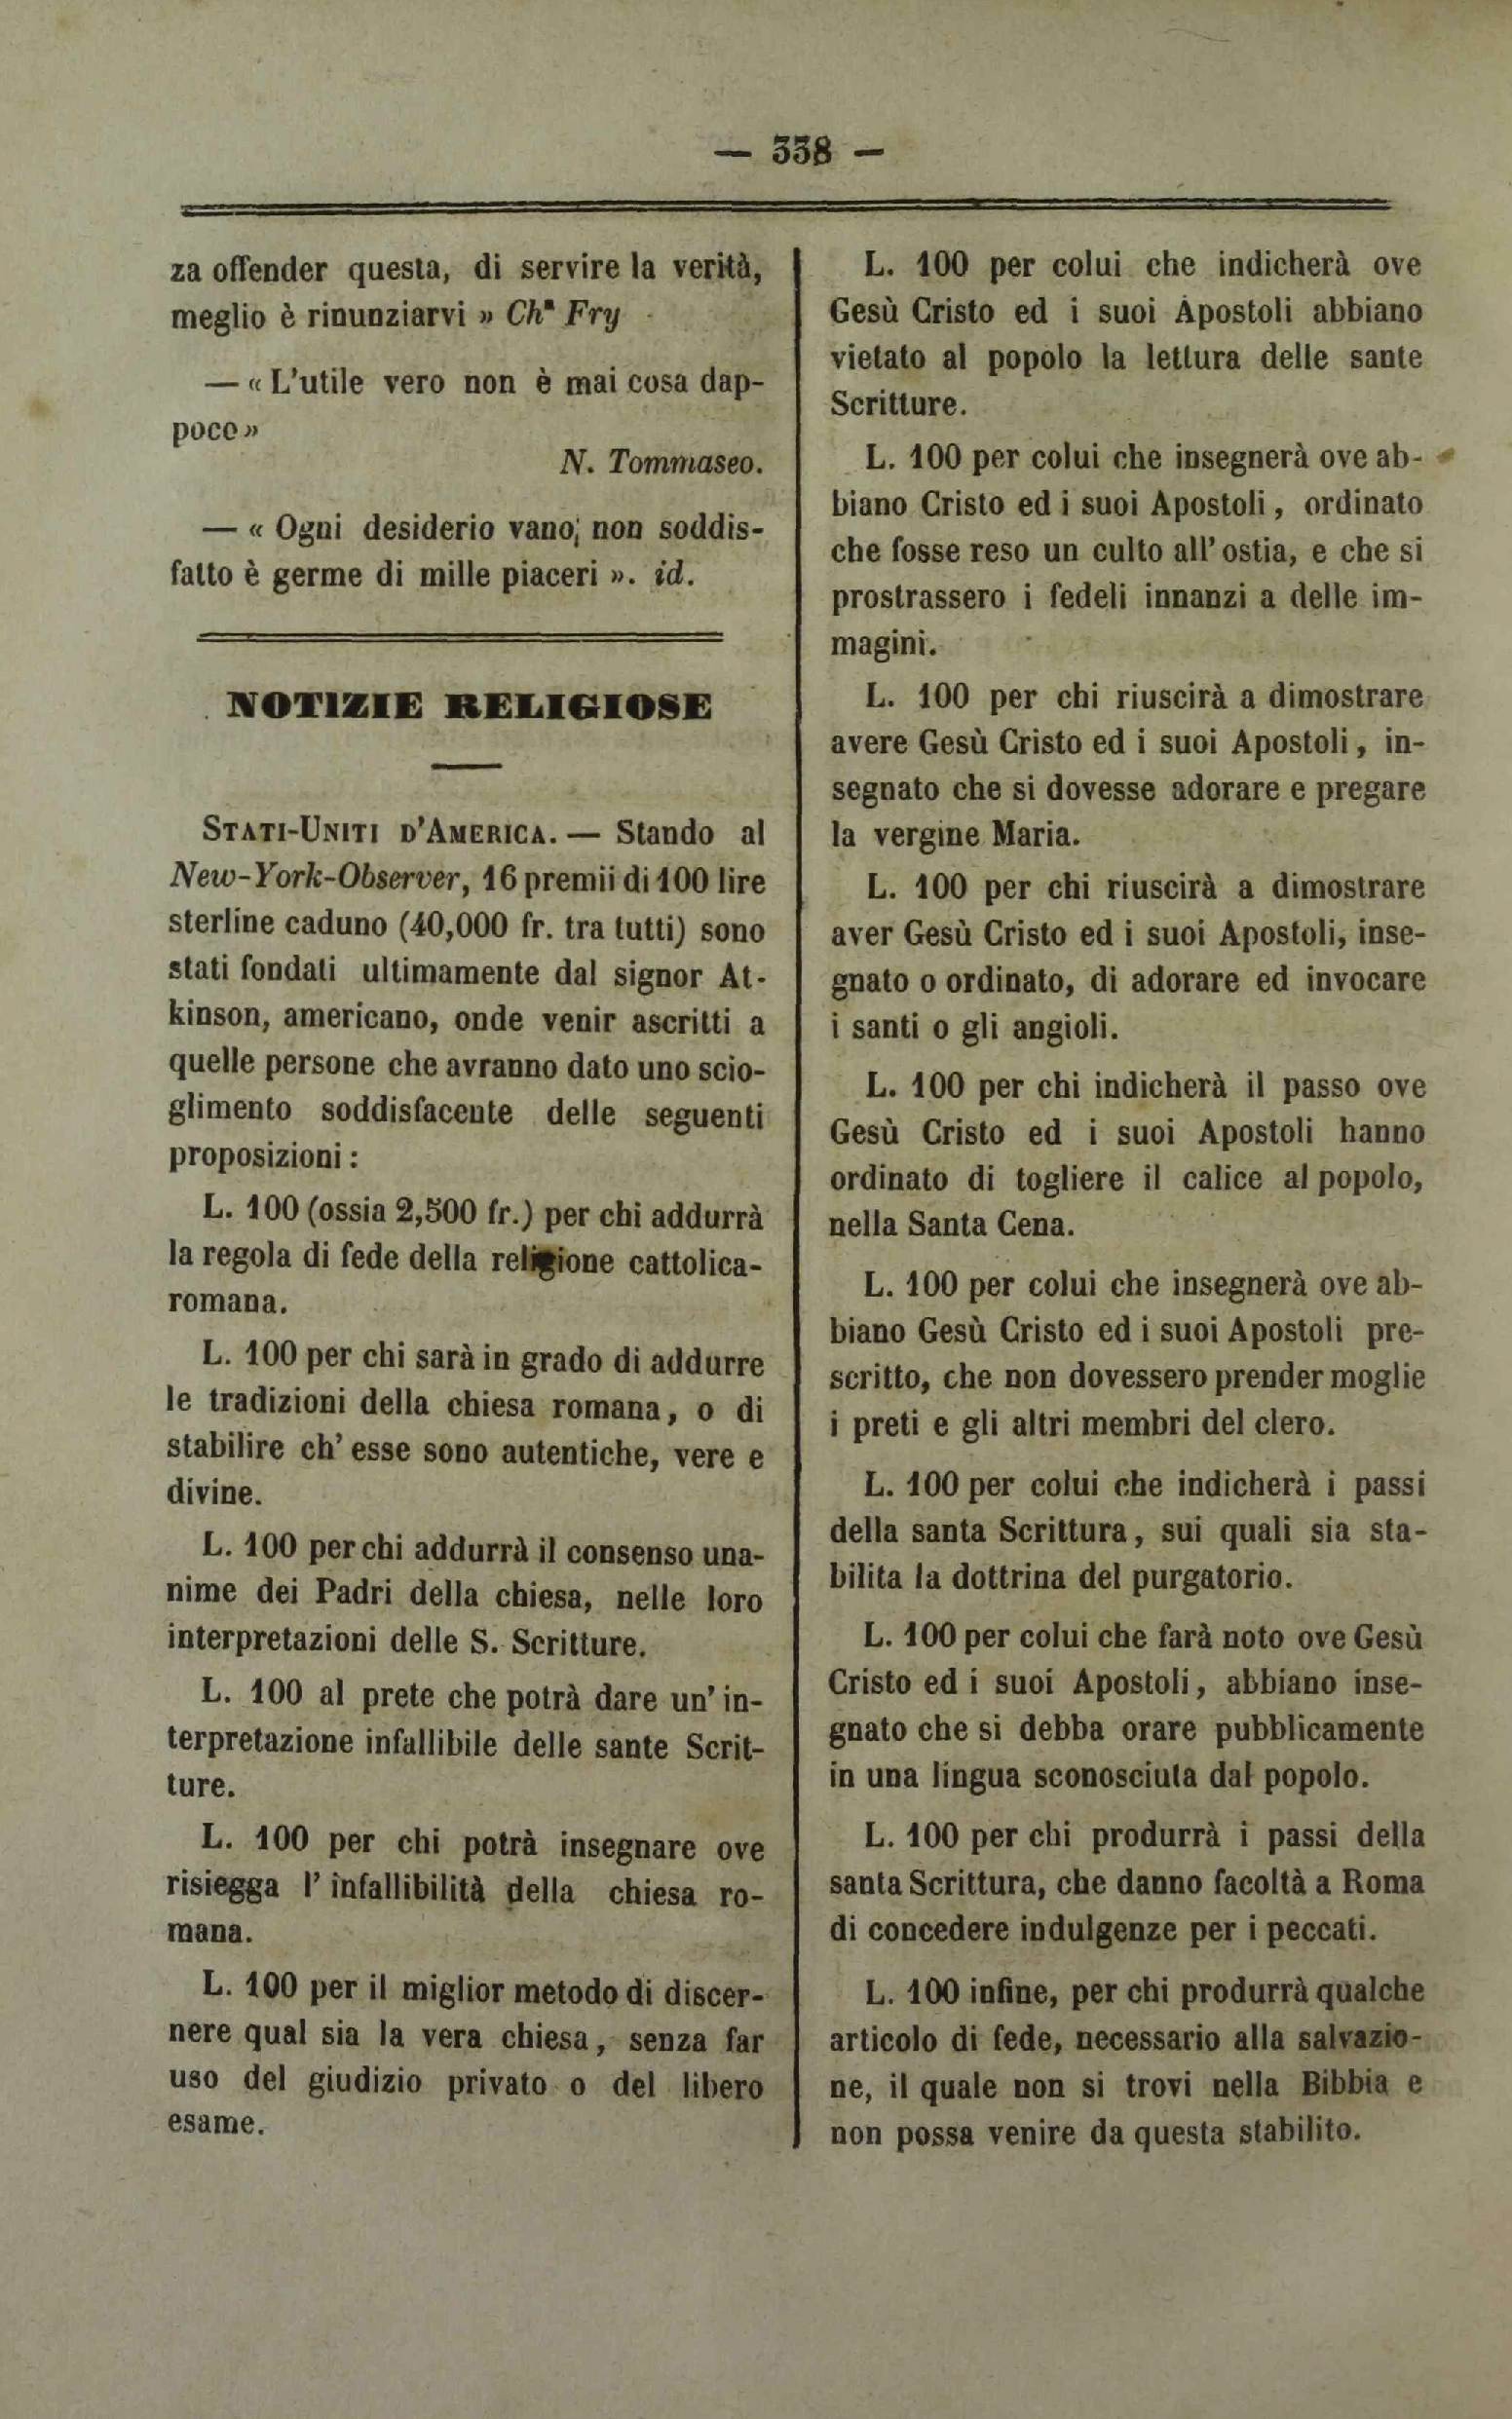 — 338 —
za offender questa, di servire la verità,
meglio è rinunziarvi » Chª Fry
— « L'utile vero non è mai cosa dap-
poco »
N. Tommaseo.
— « Ogni desiderio vano; non soddis-
fatto è germe di mille piaceri ». id.
NOTIZIE RELIGIOSE
STATI-UNITI D'AMERICA. — Stando al
New-York-Observer, 16 premii di 100 lire
sterline caduno (40,000 fr. tra tutti) sono
stati fondati ultimamente dal signor At-
kinson, americano, onde venir ascritti a
quelle persone che avranno dato uno scio-
glimento soddisfacente delle seguenti
proposizioni :
L. 100 (ossia 2,500 fr.) per chi addurrà
la regola di fede della religione cattolica-
romana.
L. 100 per chi sarà in grado di addurre
le tradizioni della chiesa romana, o di
stabilire ch' esse sono autentiche, vere e
divine.
L. 100 per chi addurrà il consenso una-
nime dei Padri della chiesa, nelle loro
interpretazioni delle S. Scritture.
L. 100 al prete che potrà dare un' in-
terpretazione infallibile delle sante Scrit-
ture.
L. 100 per chi potrà insegnare ove
risiegga l' infallibilità della chiesa ro-
mana.
L. 100 per il miglior metodo di discer-
nere qual sia la vera chiesa, senza far
uso del giudizio privato o del libero
esame.
L. 100 per colui che indicherà ove
Gesù Cristo ed i suoi Apostoli abbiano
vietato al popolo la lettura delle sante
Scritture.
L. 100 per colui che insegnerà ove ab-
biano Cristo ed i suoi Apostoli, ordinato
che fosse reso un culto all' ostia, e che si
prostrassero i fedeli innanzi a delle im-
magini.
L. 100 per chi riuscirà a dimostrare
avere Gesù Cristo ed i suoi Apostoli, in-
segnato che si dovesse adorare e pregare
la vergine Maria.
L. 100 per chi riuscirà a dimostrare
aver Gesù Cristo ed i suoi Apostoli, inse-
gnato o ordinato, di adorare ed invocare
i santi o gli angioli.
L. 100 per chi indicherà il passo ove
Gesù Cristo ed i suoi Apostoli hanno
ordinato di togliere il calice al popolo,
nella Santa Cena.
L. 100 per colui che insegnerà ove ab-
biano Gesù Cristo ed i suoi Apostoli pre-
scritto, che non dovessero prender moglie
i preti e gli altri membri del clero.
L. 100 per colui che indicherà i passi
della santa Scrittura, sui quali sia sta-
bilita la dottrina del purgatorio.
L. 100 per colui che farà noto ove Gesù
Cristo ed i suoi Apostoli, abbiano inse-
gnato che si debba orare pubblicamente
in una lingua sconosciuta dal popolo.
L. 100 per chi produrrà i passi della
santa Scrittura, che danno facoltà a Roma
di concedere indulgenze per i peccati.
L. 100 infine, per chi produrrà qualche
articolo di fede, necessario alla salvazio-
ne, il quale non si trovi nella Bibbia e
non possa venire da questa stabilito.